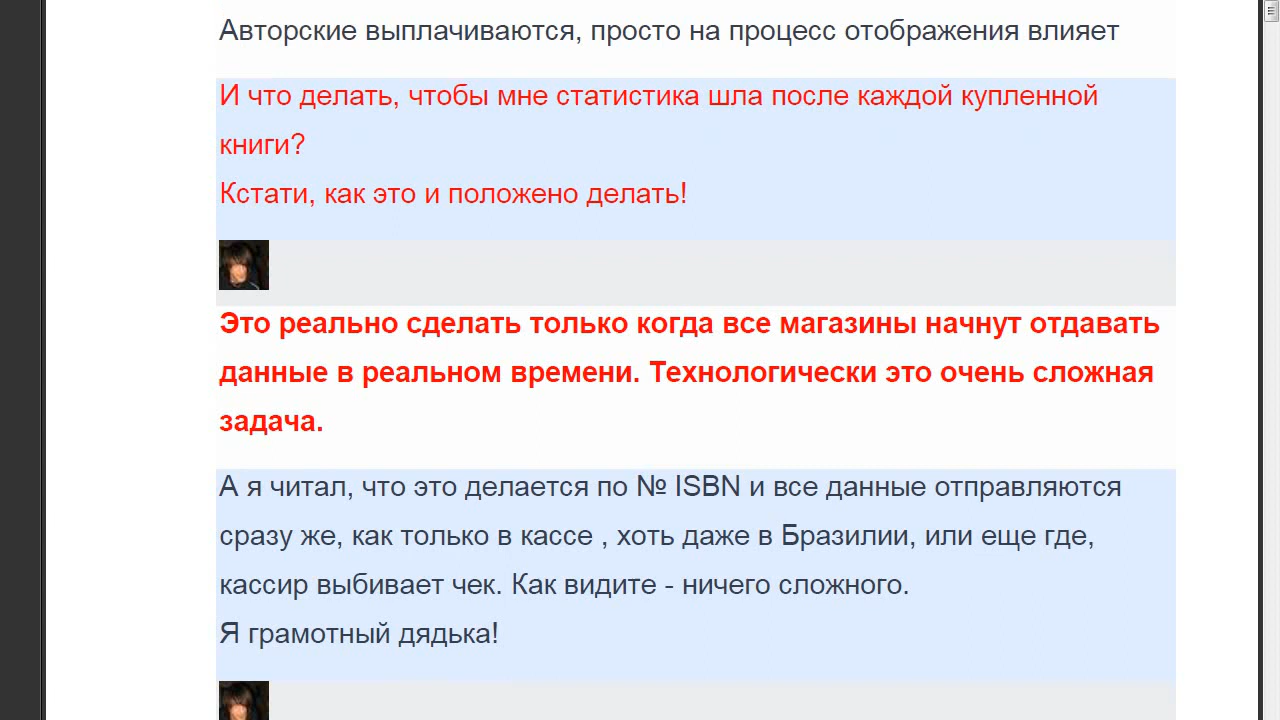 Авторские выплачиваются, просто на процесс отображения влияет
И что делать, чтобы мне статистика шла после каждой купленной
книги?
Кстати, как это и положено делать!
Это реально сделать только когда все магазины начнут отдавать
данные в реальном времени. Технологически это очень сложная
задача.
А я читал, что это делается по № ISBN и все данные отправляются
сразу же, как только в кассе , хоть даже в Бразилии, или еще где,
кассир выбивает чек. Как видите - ничего сложного.
Я грамотный дядька!